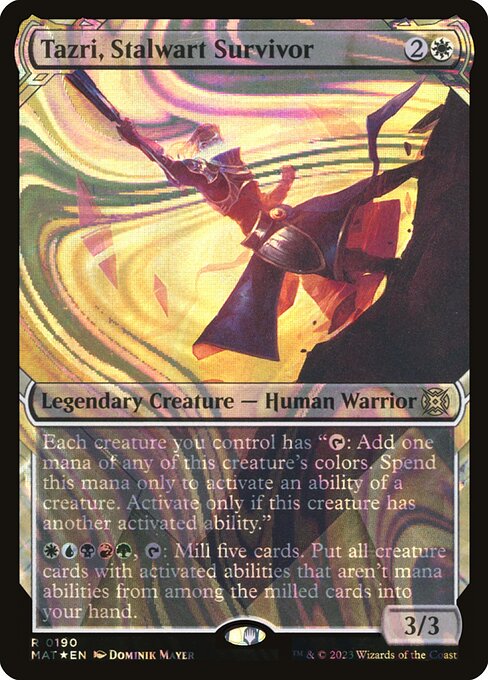 Tazri, Stalwart Survivor 2
Legendary Creature — Human Warrior
Each creature you control has “: Add one
mana of any of this creature's colors. Spend
this mana only to activate an ability of a
creature. Activate only if this creature has
another activated ability.”
, : Mill five cards. Put all creature
cards with activated abilities that aren't mana
abilities from among the milled cards into
your hand.
3/3
R 0190
MAT★EN Dominik Mayer
™ & © 2023 Wizards of the Coast